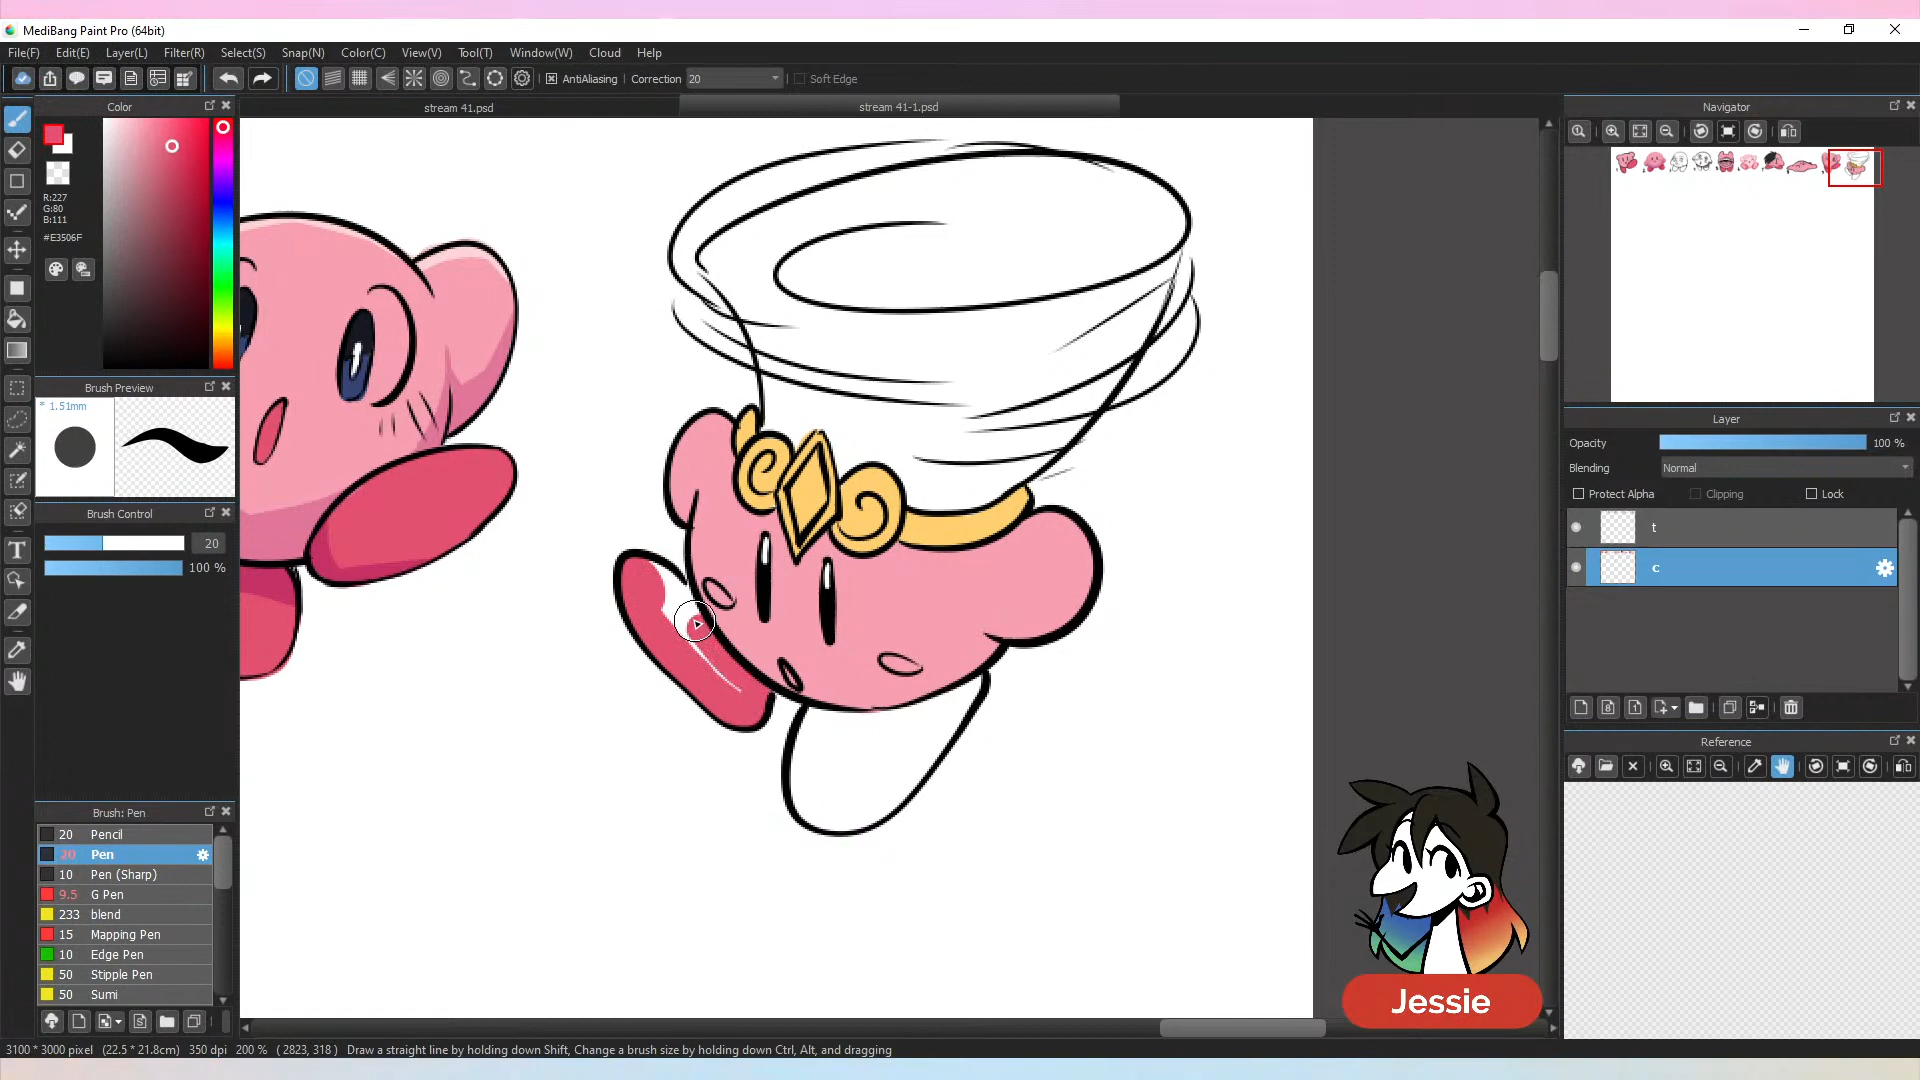 MediBang Paint Pro (64bit)
File(F) Edit(E) Layer(L) Filter(R) Select(S) Snap(N) Color(C) View(V) Tool(T) Window(W) Cloud Help
AntiAliasing Correction 20 Soft Edge
Color
stream 41.psd
stream 41-1.psd
Navigator
R:227
G:80
B:111
#E3506F
Brush Preview
* 1.51mm
Layer
Opacity 100 %
Blending Normal
Protect Alpha Clipping Lock
Brush Control
20
100 %
t
c
Reference
Brush: Pen
20 Pencil
20 Pen
10 Pen (Sharp)
9.5 G Pen
233 blend
15 Mapping Pen
10 Edge Pen
50 Stipple Pen
50 Sumi
Jessie
3100 * 3000 pixel (22.5 * 21.8cm) 350 dpi 200 % ( 2823, 318 ) Draw a straight line by holding down Shift, Change a brush size by holding down Ctrl, Alt, and dragging